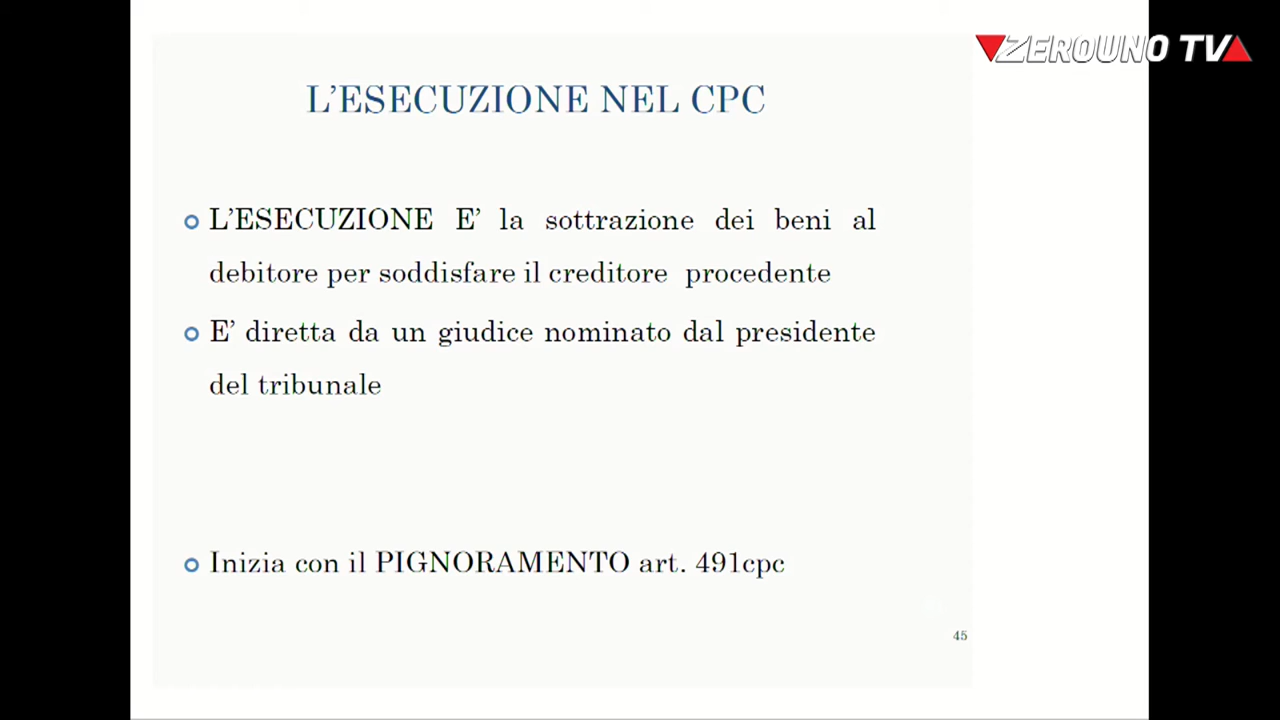 ZEROUNO TV
L'ESECUZIONE NEL CPC
L'ESECUZIONE E' la sottrazione dei beni al
debitore per soddisfare il creditore procedente
E' diretta da un giudice nominato dal presidente
del tribunale
Inizia con il PIGNORAMENTO art. 491cpc
45